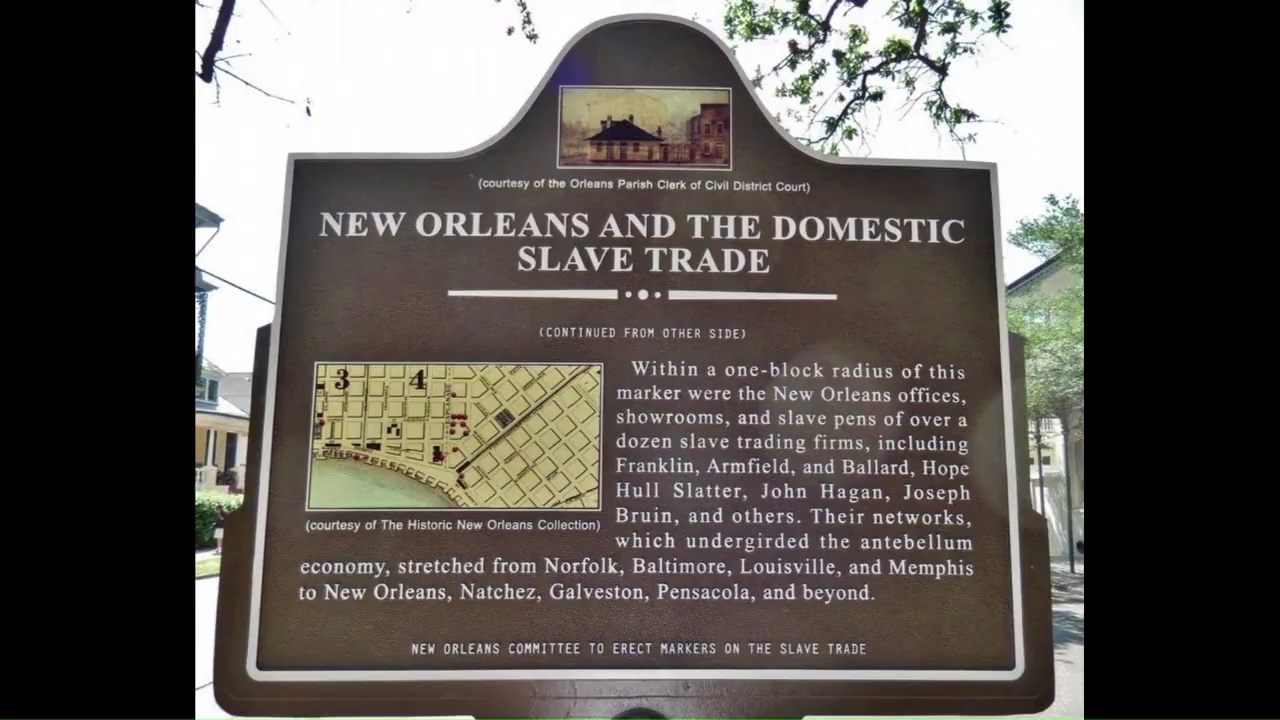 (courtesy of the Orleans Parish Clerk of Civil District Court)
NEW ORLEANS AND THE DOMESTIC
SLAVE TRADE
(CONTINUED FROM OTHER SIDE)
3 4
(courtesy of The Historic New Orleans Collection)
Within a one-block radius of this
marker were the New Orleans offices,
showrooms, and slave pens of over a
dozen slave trading firms, including
Franklin, Armfield, and Ballard, Hope
Hull Slatter, John Hagan, Joseph
Bruin, and others. Their networks,
which undergirded the antebellum
economy, stretched from Norfolk, Baltimore, Louisville, and Memphis
to New Orleans, Natchez, Galveston, Pensacola, and beyond.
NEW ORLEANS COMMITTEE TO ERECT MARKERS ON THE SLAVE TRADE